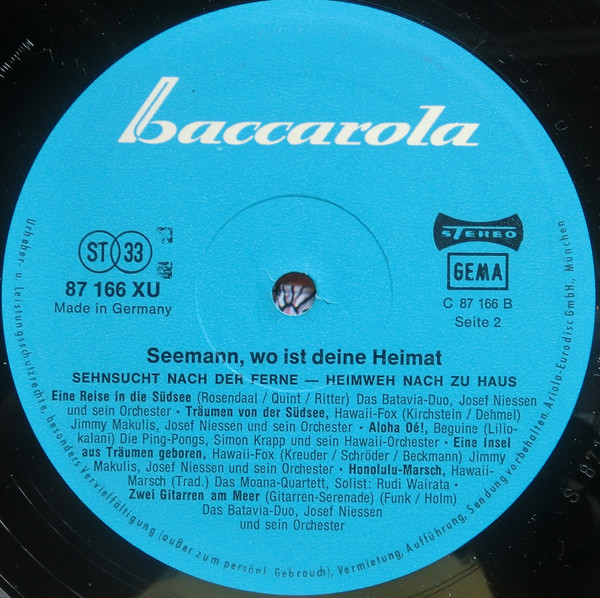 baccarola
ST 33
87 166 XU
Made in Germany
STEREO
GEMA
C 87 166 B
Seite 2
Seemann, wo ist deine Heimat
SEHNSUCHT NACH DER FERNE — HEIMWEH NACH ZU HAUS
Eine Reise in die Südsee (Rosendaal / Quint / Ritter) Das Batavia-Duo, Josef Niessen
und sein Orchester • Träumen von der Südsee, Hawaii-Fox (Kirchstein / Dehmel)
Jimmy Makulis, Josef Niessen und sein Orchester • Aloha Oé!, Beguine (Lilio-
kalani) Die Ping-Pongs, Simon Krapp und sein Hawaii-Orchester • Eine Insel
aus Träumen geboren, Hawaii-Fox (Kreuder / Schröder / Beckmann) Jimmy
Makulis, Josef Niessen und sein Orchester • Honolulu-Marsch, Hawaii-
Marsch (Trad.) Das Moana-Quartett, Solist: Rudi Wairata •
Zwei Gitarren am Meer (Gitarren-Serenade) (Funk / Holm)
Das Batavia-Duo, Josef Niessen
und sein Orchester
Urheber- u. Leistungsschutzrechte, besonders Vervielfältigung (außer zum persönl. Gebrauch), Vermietung, Aufführung, Sendung vorbehalten. Ariola-Eurodisc GmbH., München